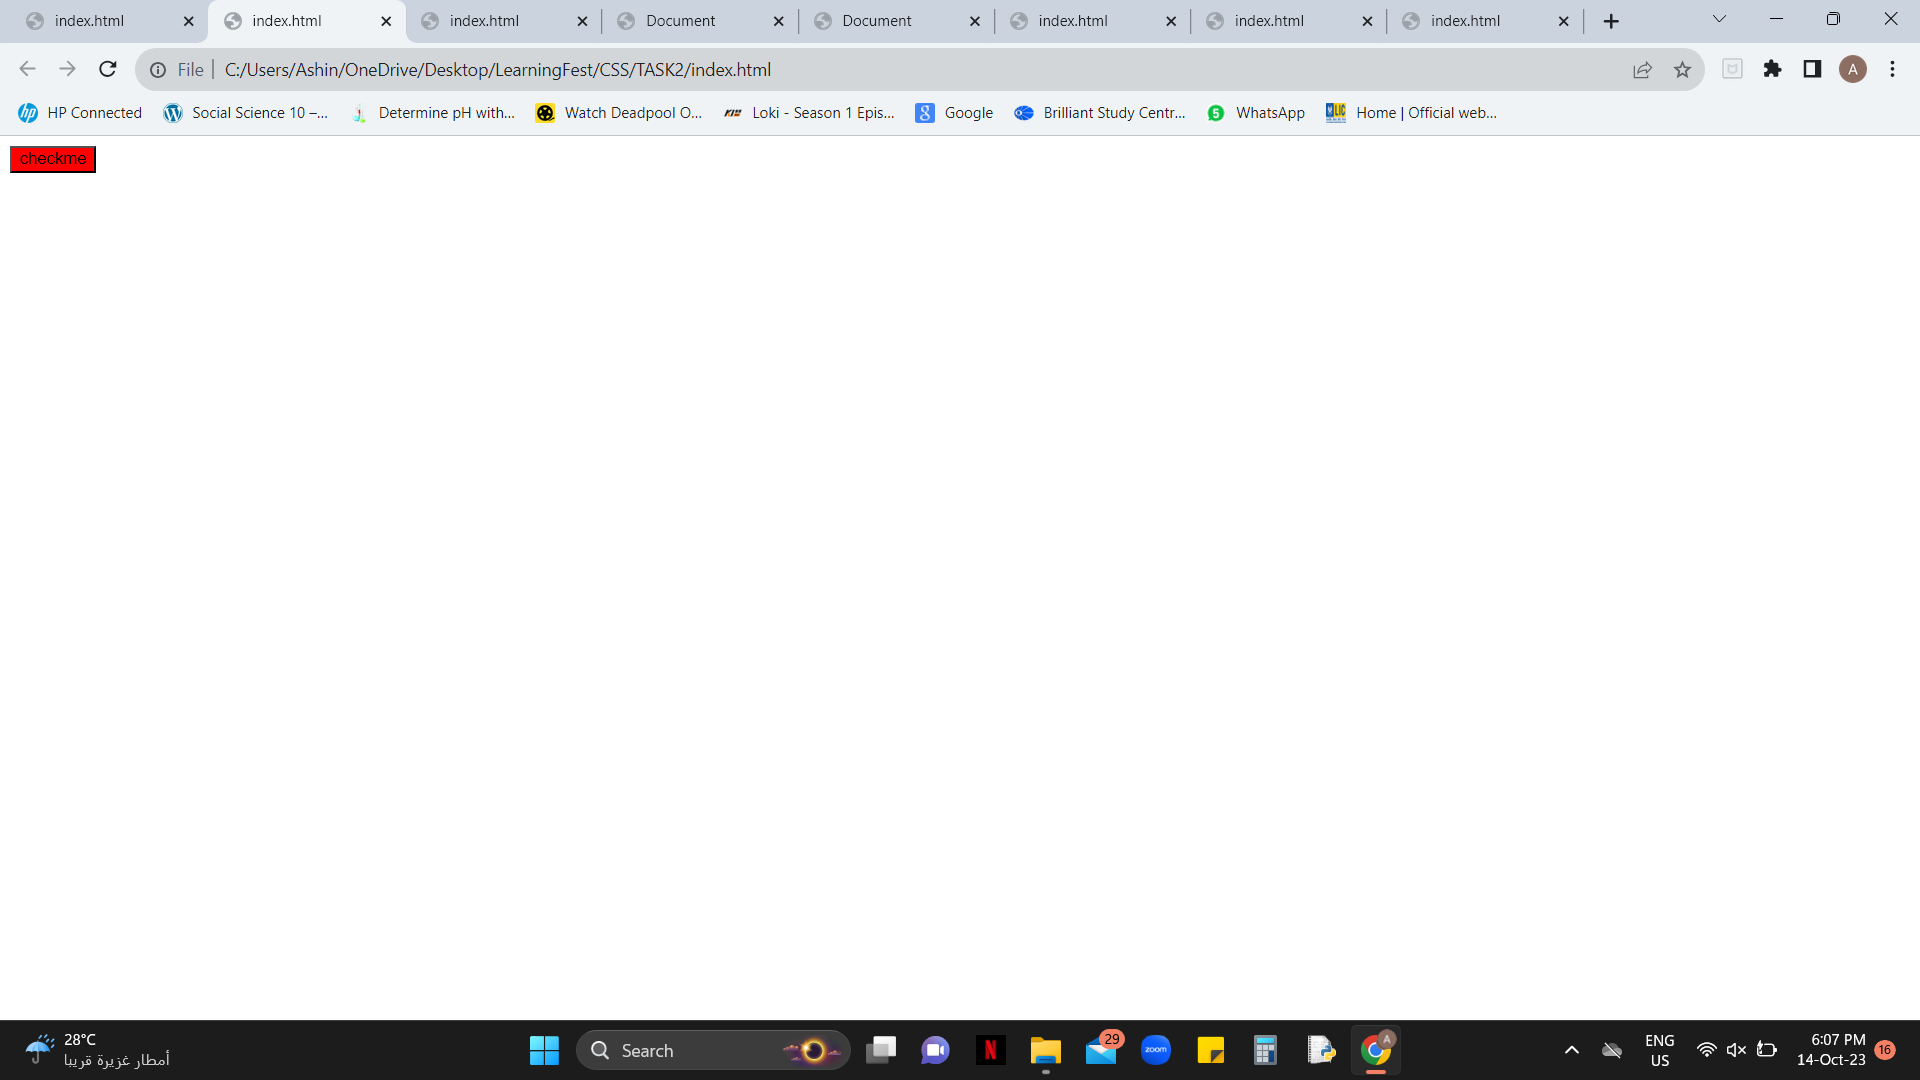 index.html
index.html
index.html
Document
Document
index.html
index.html
index.html
File
C:/Users/Ashin/OneDrive/Desktop/LearningFest/CSS/TASK2/index.html
A
HP Connected
Social Science 10 –...
Determine pH with...
Watch Deadpool O...
Loki - Season 1 Epis...
Google
Brilliant Study Centr...
5 WhatsApp
Home | Official web...
checkme
28°C
أمطار غزيرة قريبا
Search
29
zoom
A
ENG
US
6:07 PM
14-Oct-23
16